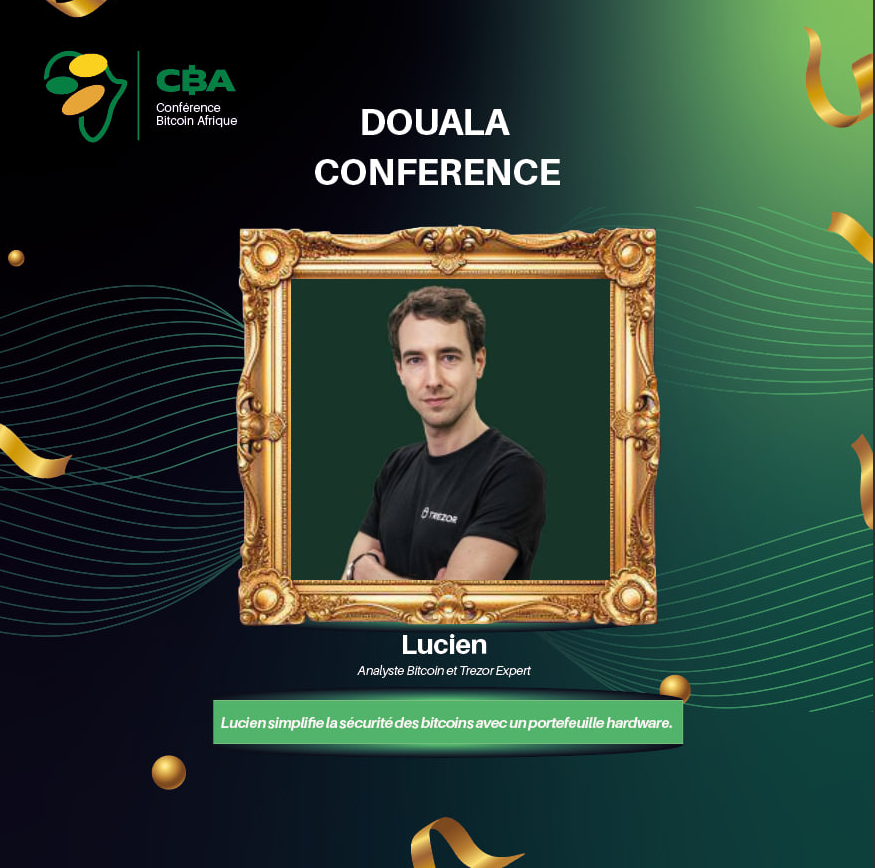 CBA
Conférence
Bitcoin Afrique
DOUALA
CONFERENCE
TREZOR
Lucien
Analyste Bitcoin et Trezor Expert
Lucien simplifie la sécurité des bitcoins avec un portefeuille hardware.